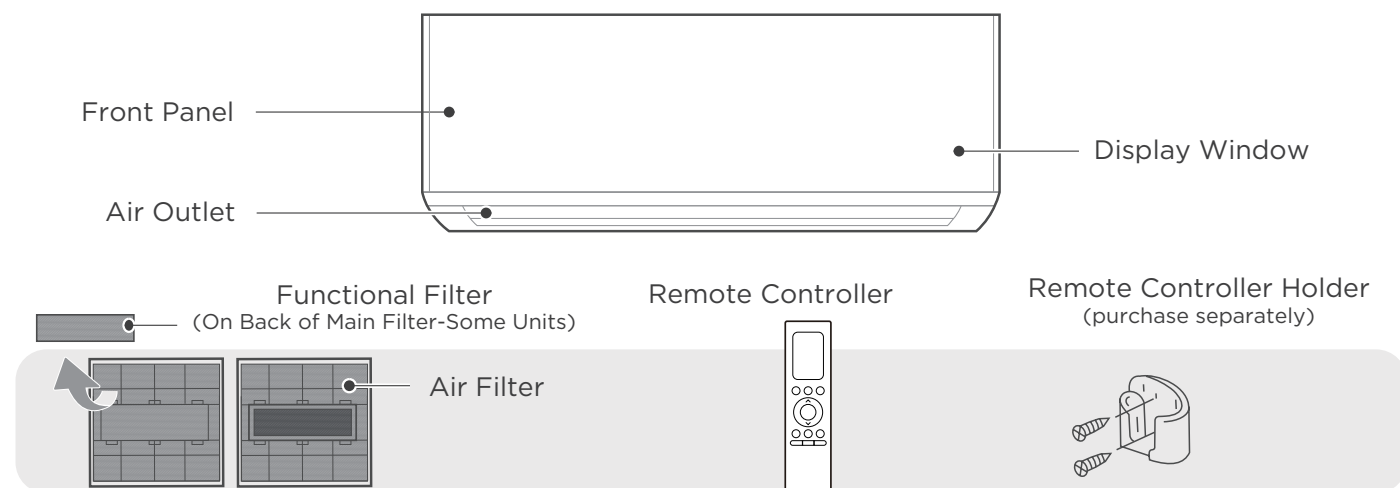 Front Panel
Display Window
Air Outlet
Functional Filter
(On Back of Main Filter-Some Units)
Remote Controller
Remote Controller Holder
(purchase separately)
Air Filter